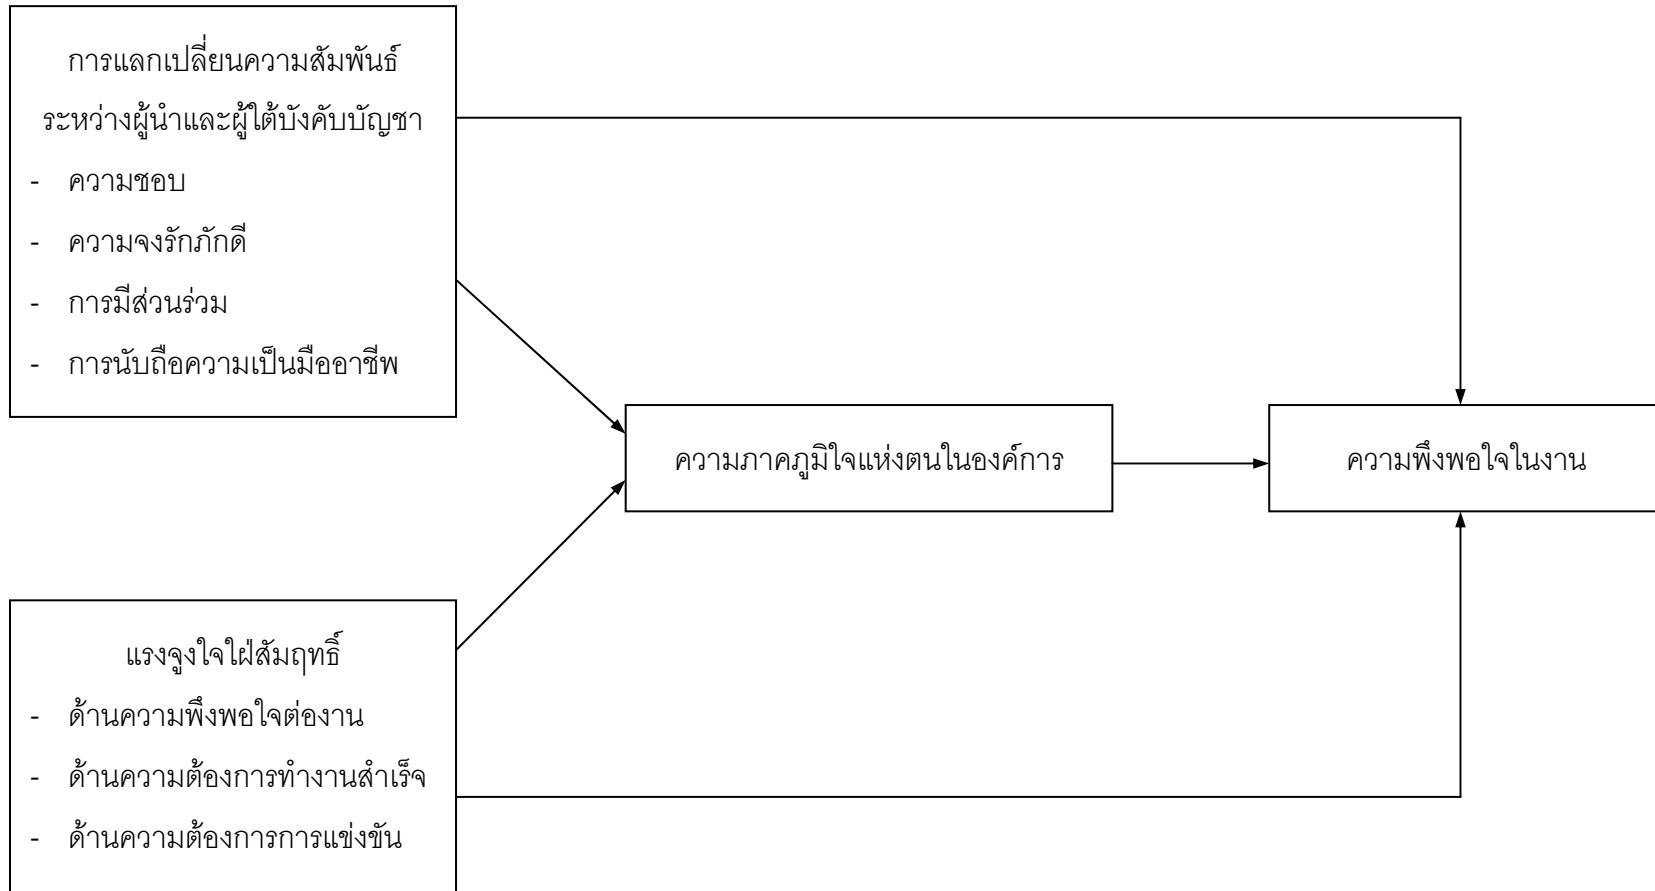 การแลกเปลี่ยนความสัมพันธ์
ระหว่างผู้นำและผู้ใต้บังคับบัญชา
- ความชอบ
- ความจงรักภักดี
- การมีส่วนร่วม
- การนับถือความเป็นมืออาชีพ
ความภาคภูมิใจแห่งตนในองค์การ
ความพึงพอใจในงาน
แรงจูงใจใฝ่สัมฤทธิ์
- ด้านความพึงพอใจต่องาน
- ด้านความต้องการทำงานสำเร็จ
- ด้านความต้องการการแข่งขัน